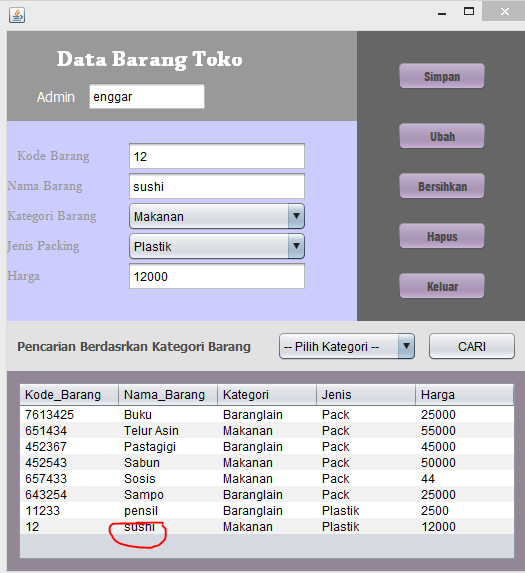 Data Barang Toko
Admin enggar
Simpan
Ubah
Bersihkan
Hapus
Keluar
Kode Barang 12
Nama Barang sushi
Kategori Barang Makanan
Jenis Packing Plastik
Harga 12000
Pencarian Berdasrkan Kategori Barang -- Pilih Kategori -- CARI
Kode_Barang Nama_Barang Kategori Jenis Harga
7613425 Buku Baranglain Pack 25000
651434 Telur Asin Makanan Pack 55000
452367 Pastagigi Baranglain Pack 45000
452543 Sabun Makanan Pack 50000
657433 Sosis Makanan Pack 44
643254 Sampo Baranglain Pack 25000
11233 pensil Baranglain Plastik 2500
12 sushi Makanan Plastik 12000